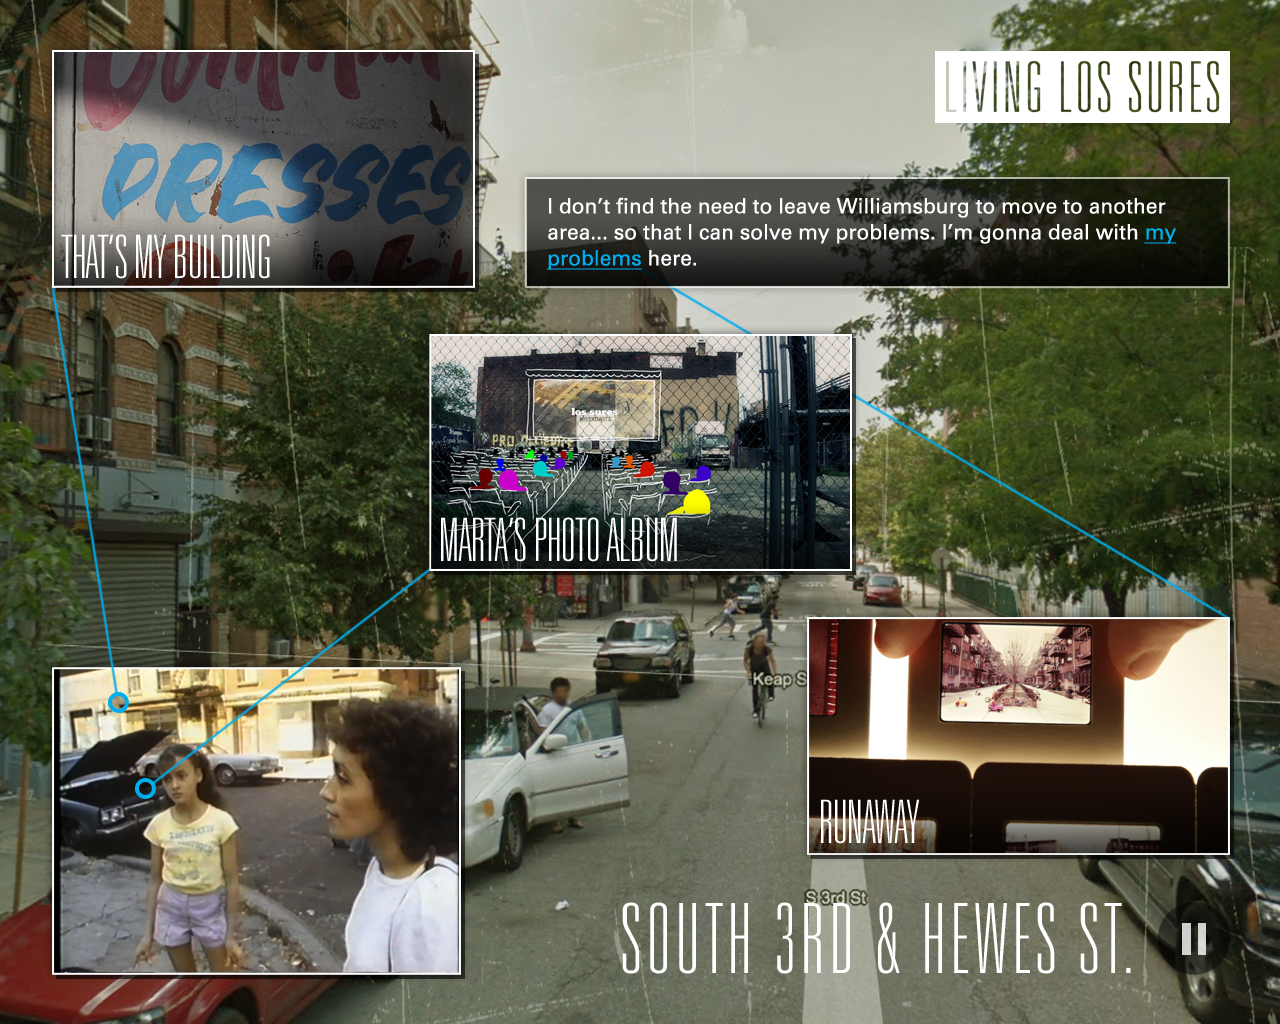 DRESSES
THAT'S MY BUILDING
LIVING LOS SURES
I don't find the need to leave Williamsburg to move to another
area... so that I can solve my problems. I'm gonna deal with my
problems here.
los sures
MARTA'S PHOTO ALBUM
Keap S
RUNAWAY
S 3rd St
SOUTH 3RD & HEWES ST.